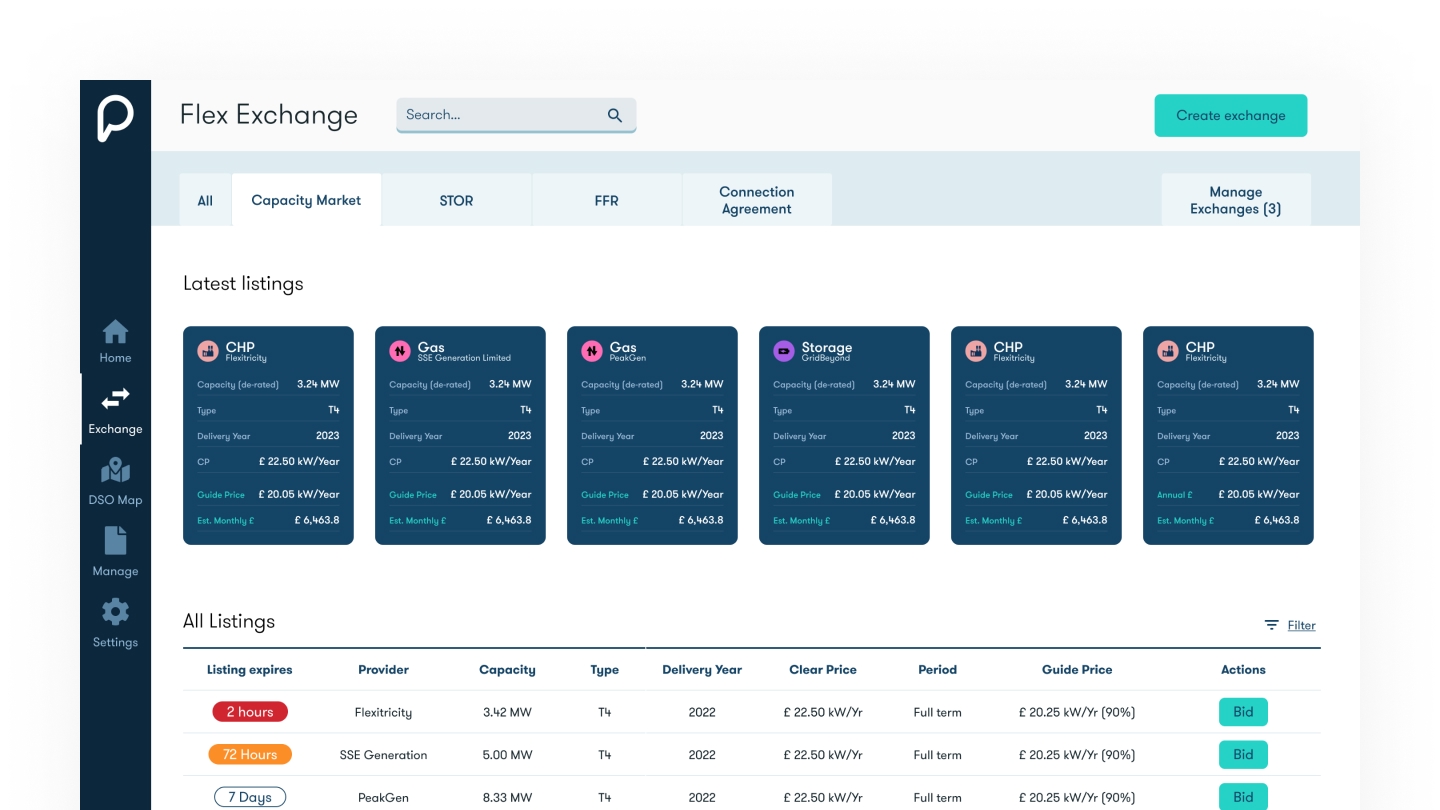 Flex Exchange
Search...
Create exchange
All
Capacity Market
STOR
FFR
Connection
Agreement
Manage
Exchanges (3)
Home
Exchange
DSO Map
Manage
Settings
Latest listings
CHP
Flexitricity
Capacity (de-rated) 3.24 MW
Type T4
Delivery Year 2023
CP £ 22.50 kW/Year
Guide Price £ 20.05 kW/Year
Est. Monthly £ £ 6,463.8
Gas
SSE Generation Limited
Capacity (de-rated) 3.24 MW
Type T4
Delivery Year 2023
CP £ 22.50 kW/Year
Guide Price £ 20.05 kW/Year
Est. Monthly £ £ 6,463.8
Gas
PeakGen
Capacity (de-rated) 3.24 MW
Type T4
Delivery Year 2023
CP £ 22.50 kW/Year
Guide Price £ 20.05 kW/Year
Est. Monthly £ £ 6,463.8
Storage
GridBeyond
Capacity (de-rated) 3.24 MW
Type T4
Delivery Year 2023
CP £ 22.50 kW/Year
Guide Price £ 20.05 kW/Year
Est. Monthly £ £ 6,463.8
CHP
Flexitricity
Capacity (de-rated) 3.24 MW
Type T4
Delivery Year 2023
CP £ 22.50 kW/Year
Guide Price £ 20.05 kW/Year
Est. Monthly £ £ 6,463.8
CHP
Flexitricity
Capacity (de-rated) 3.24 MW
Type T4
Delivery Year 2023
CP £ 22.50 kW/Year
Annual £ £ 20.05 kW/Year
Est. Monthly £ £ 6,463.8
All Listings
Filter
Listing expires Provider Capacity Type Delivery Year Clear Price Period Guide Price Actions
2 hours Flexitricity 3.42 MW T4 2022 £ 22.50 kW/Yr Full term £ 20.25 kW/Yr (90%) Bid
72 Hours SSE Generation 5.00 MW T4 2022 £ 22.50 kW/Yr Full term £ 20.25 kW/Yr (90%) Bid
7 Days PeakGen 8.33 MW T4 2022 £ 22.50 kW/Yr Full term £ 20.25 kW/Yr (90%) Bid